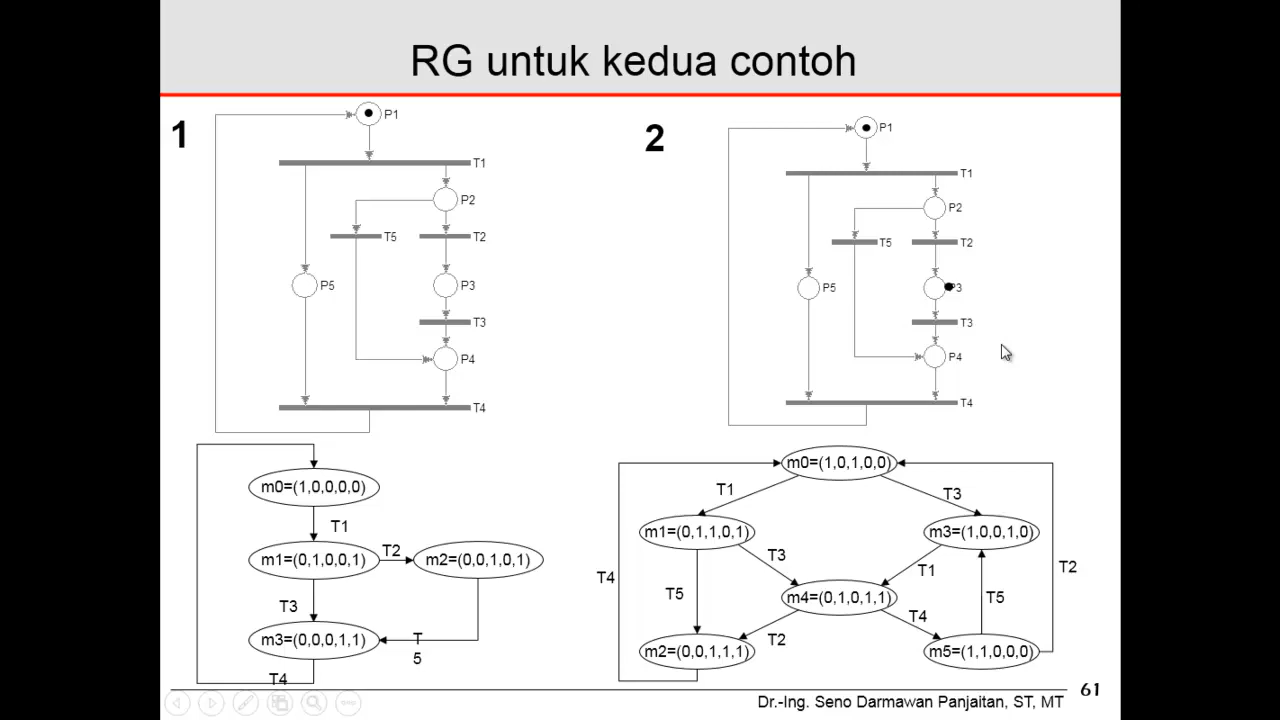 RG untuk kedua contoh
1
P1
T1
P2
T5
T2
P5
P3
T3
P4
T4
m0=(1,0,0,0,0)
T1
m1=(0,1,0,0,1)
T2
m2=(0,0,1,0,1)
T3
m3=(0,0,0,1,1)
T
5
T4
2
P1
T1
P2
T5
T2
P5
P3
T3
P4
T4
m0=(1,0,1,0,0)
T1
T3
m1=(0,1,1,0,1)
m3=(1,0,0,1,0)
T3
T1
T4
T5
m4=(0,1,0,1,1)
T5
T2
T2
T4
m2=(0,0,1,1,1)
m5=(1,1,0,0,0)
61
Dr.-Ing. Seno Darmawan Panjaitan, ST, MT